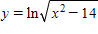 y = ln√(x² − 14)